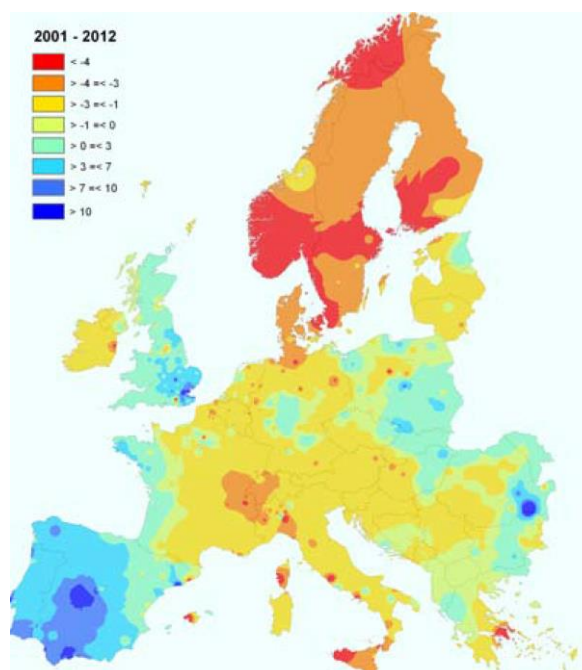 2001 - 2012
< -4
> -4 =< -3
> -3 =< -1
> -1 =< 0
> 0 =< 3
> 3 =< 7
> 7 =< 10
> 10